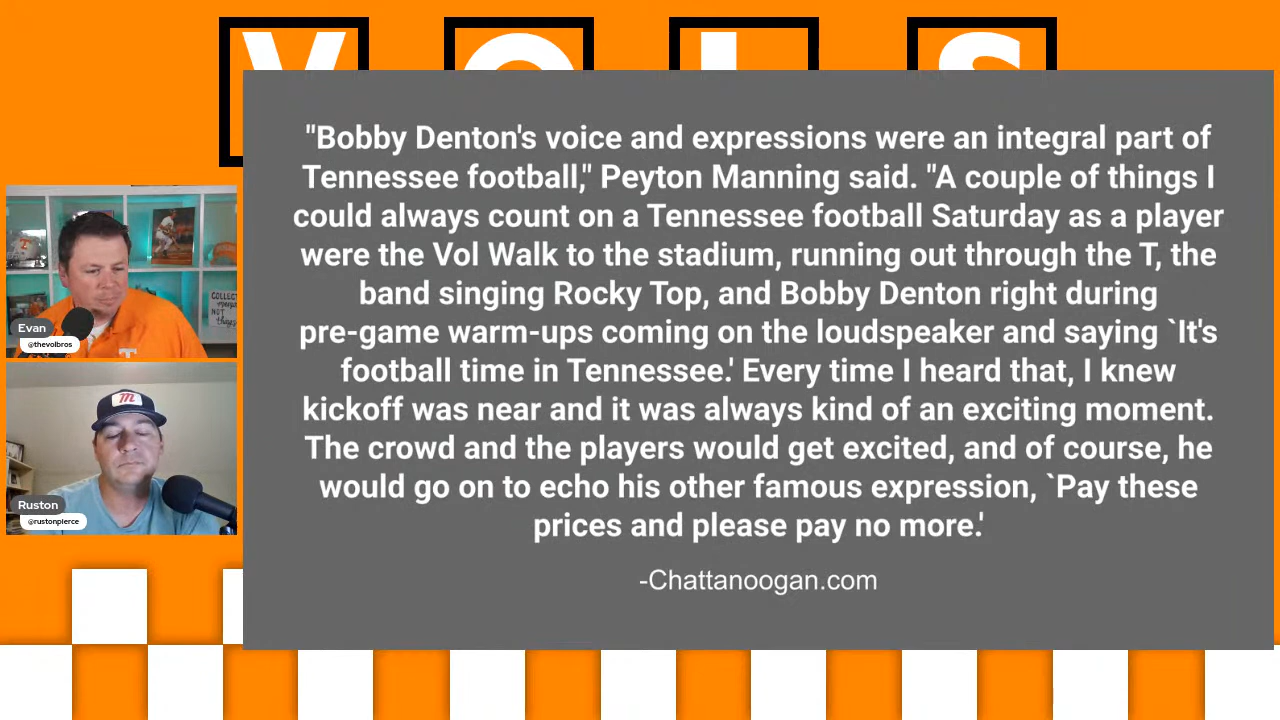 V O L S
"Bobby Denton's voice and expressions were an integral part of
Tennessee football," Peyton Manning said. "A couple of things I
could always count on a Tennessee football Saturday as a player
were the Vol Walk to the stadium, running out through the T, the
band singing Rocky Top, and Bobby Denton right during
pre-game warm-ups coming on the loudspeaker and saying `It's
football time in Tennessee.' Every time I heard that, I knew
kickoff was near and it was always kind of an exciting moment.
The crowd and the players would get excited, and of course, he
would go on to echo his other famous expression, `Pay these
prices and please pay no more.'
-Chattanoogan.com
COLLECT
NOT
things
Evan
@thevolbros
T
M
Ruston
@rustonpierce